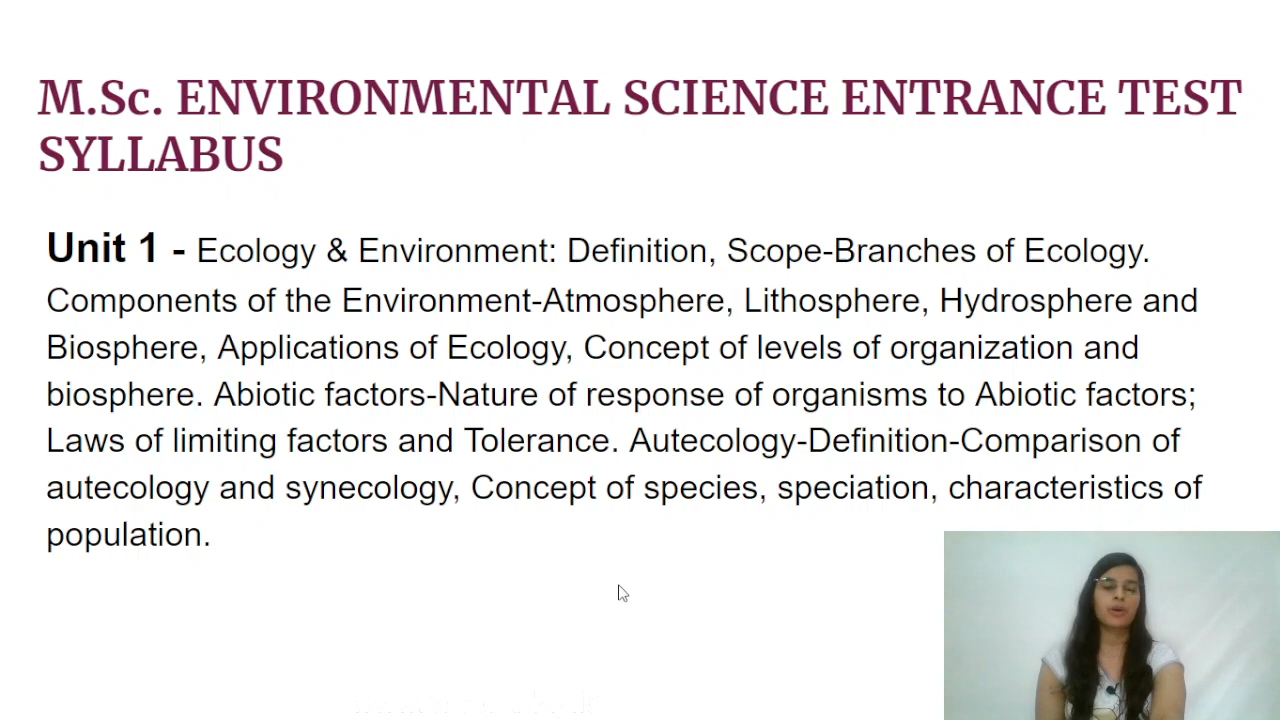 M.Sc. ENVIRONMENTAL SCIENCE ENTRANCE TEST
SYLLABUS
Unit 1 - Ecology & Environment: Definition, Scope-Branches of Ecology.
Components of the Environment-Atmosphere, Lithosphere, Hydrosphere and
Biosphere, Applications of Ecology, Concept of levels of organization and
biosphere. Abiotic factors-Nature of response of organisms to Abiotic factors;
Laws of limiting factors and Tolerance. Autecology-Definition-Comparison of
autecology and synecology, Concept of species, speciation, characteristics of
population.